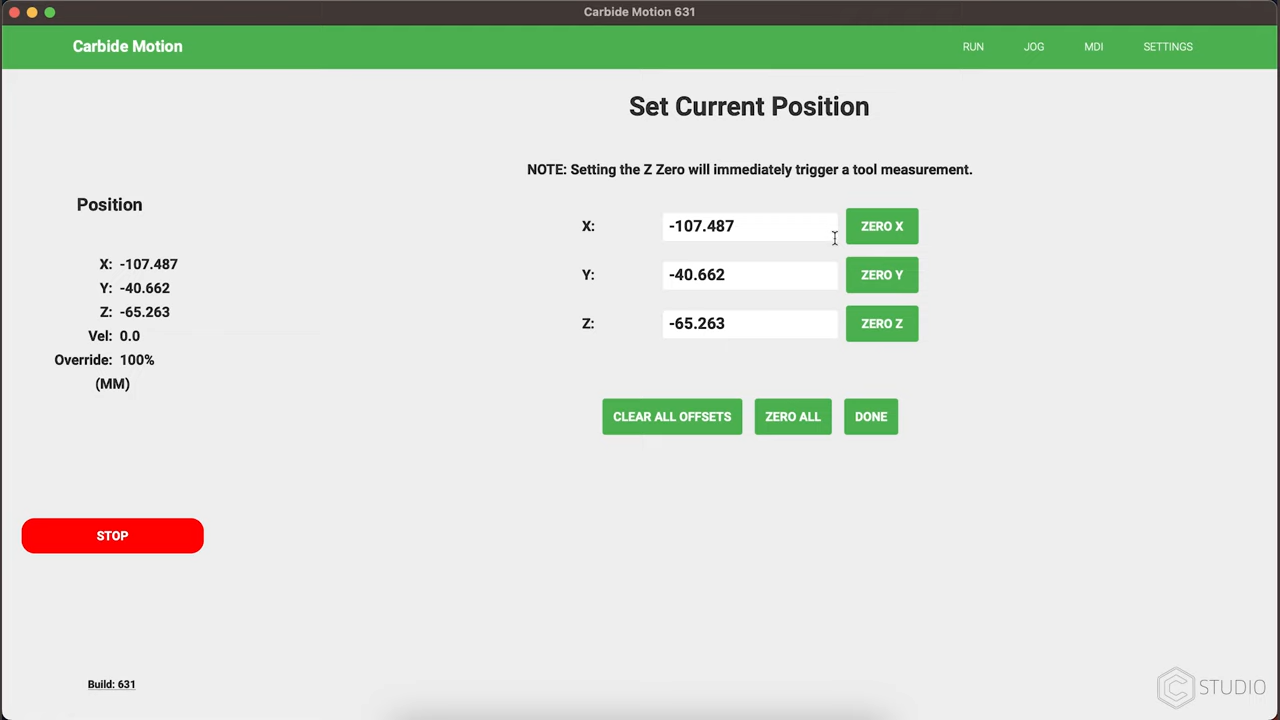 Carbide Motion 631
Carbide Motion
RUN JOG MDI SETTINGS
Set Current Position
NOTE: Setting the Z Zero will immediately trigger a tool measurement.
Position
X: -107.487
Y: -40.662
Z: -65.263
Vel: 0.0
Override: 100%
(MM)
X: -107.487 ZERO X
Y: -40.662 ZERO Y
Z: -65.263 ZERO Z
CLEAR ALL OFFSETS ZERO ALL DONE
STOP
Build: 631
STUDIO